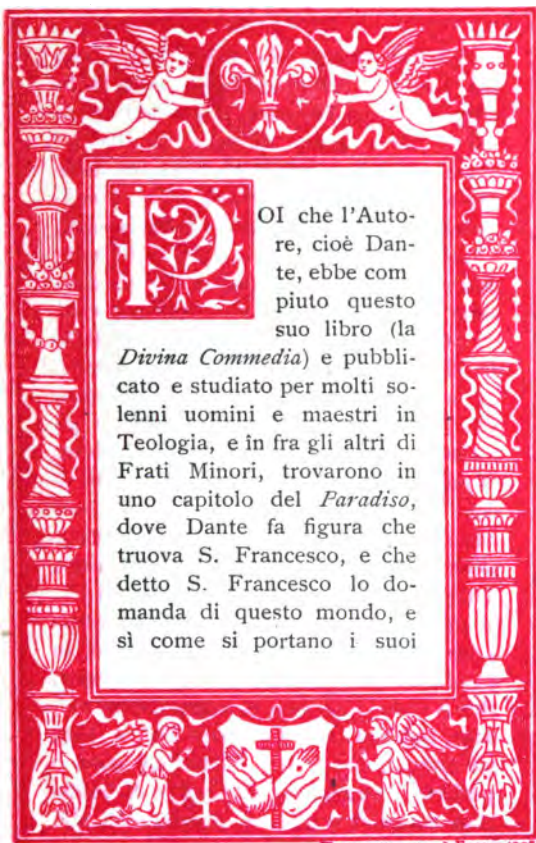 POI che l'Auto-
re, cioè Dan-
te, ebbe com
piuto questo
suo libro (la
Divina Commedia) e pubbli-
cato e studiato per molti so-
lenni uomini e maestri in
Teologia, e in fra gli altri di
Frati Minori, trovarono in
uno capitolo del Paradiso,
dove Dante fa figura che
truova S. Francesco, e che
detto S. Francesco lo do-
manda di questo mondo, e
sì come si portano i suoi